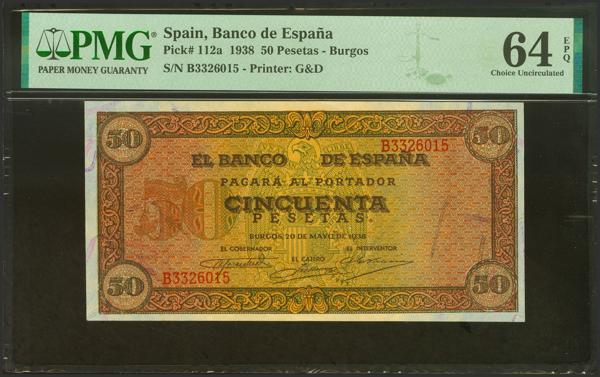 PMG
PAPER MONEY GUARANTY
Spain, Banco de España
Pick# 112a 1938 50 Pesetas - Burgos
S/N B3326015 - Printer: G&D
64 EPQ
Choice Uncirculated
50
50
B3326015
EL BANCO DE ESPAÑA
PAGARÁ AL PORTADOR
CINCUENTA
PESETAS.
BURGOS, 20 DE MAYO DE 1938
EL GOBERNADOR EL CAJERO EL INTERVENTOR
B3326015
50
50